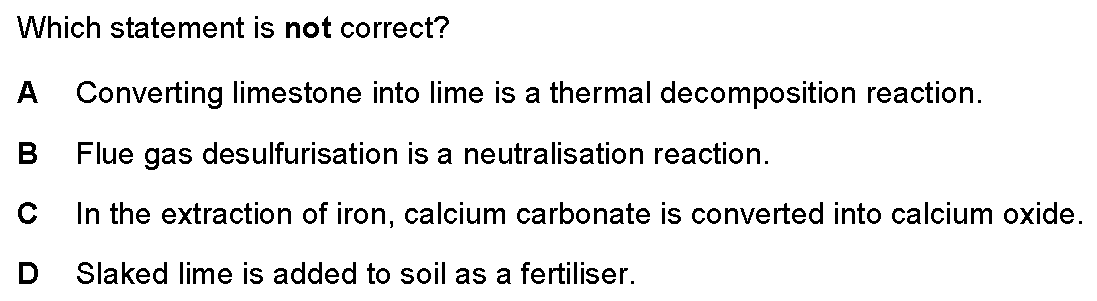 Which statement is not correct?
A Converting limestone into lime is a thermal decomposition reaction.
B Flue gas desulfurisation is a neutralisation reaction.
C In the extraction of iron, calcium carbonate is converted into calcium oxide.
D Slaked lime is added to soil as a fertiliser.